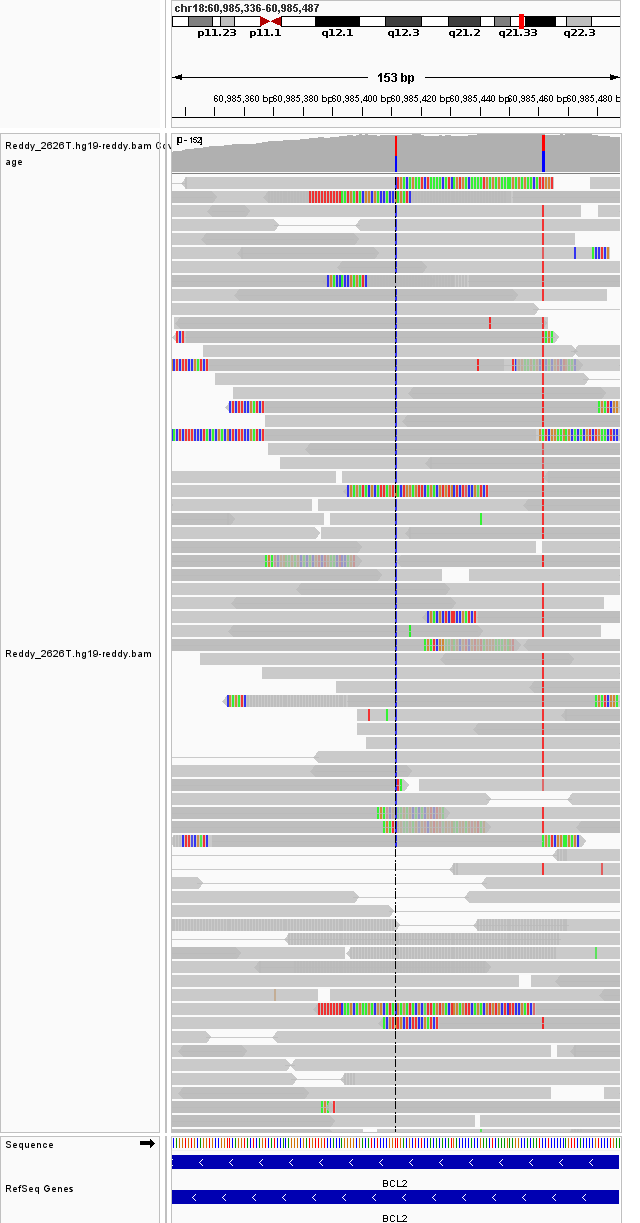 chr18:60,985,336-60,985,487
p11.23 p11.1 q12.1 q12.3 q21.2 q21.33 q22.3
153 bp
60,985,360 bp 60,985,380 bp 60,985,400 bp 60,985,420 bp 60,985,440 bp 60,985,460 bp 60,985,480 b
[0 - 152]
Reddy_2626T.hg19-reddy.bam Cov
age
Reddy_2626T.hg19-reddy.bam
Sequence
BCL2
RefSeq Genes
BCL2